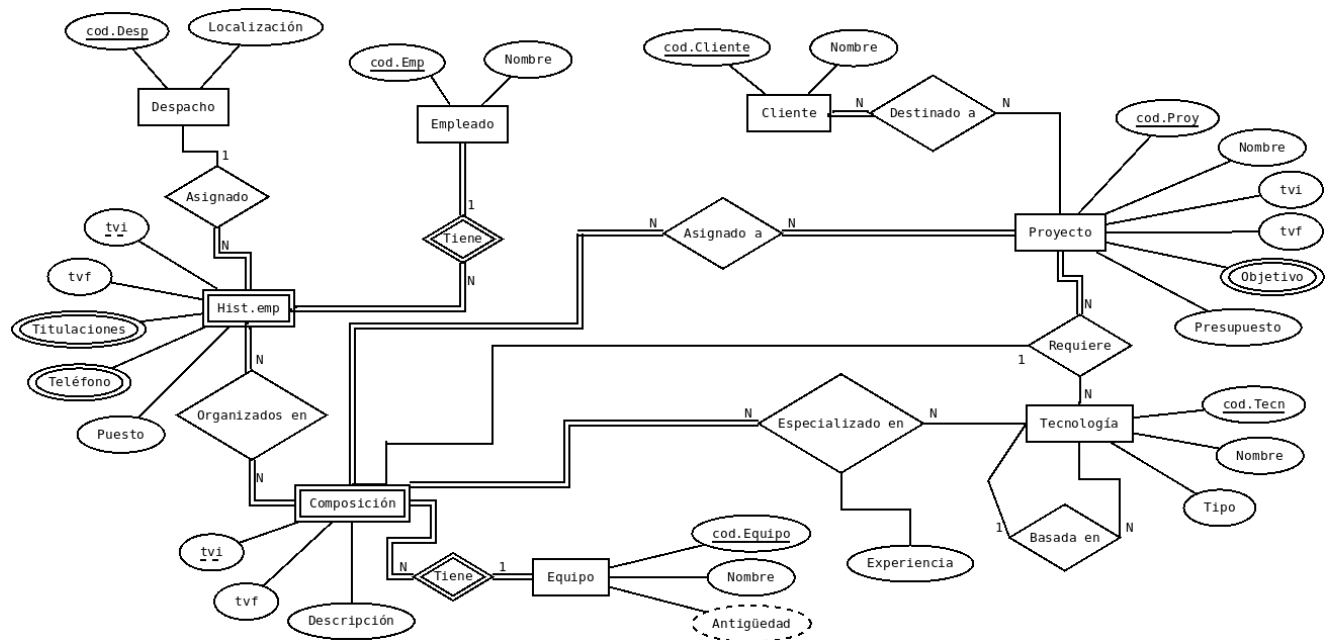 cod.Desp
Localización
Despacho
1
Asignado
N
cod.Emp
Nombre
Empleado
1
Tiene
N
cod.Cliente
Nombre
Cliente
N
Destinado a
N
cod.Proy
Nombre
tvi
tvf
Objetivo
Presupuesto
Proyecto
N
Asignado a
N
tvi
tvf
Titulaciones
Teléfono
Puesto
Hist.emp
N
Organizados en
N
N
Requiere
1
N
cod.Tecn
Nombre
Tipo
Tecnología
N
Especializado en
N
Experiencia
1
Basada en
N
Composición
tvi
tvf
Descripción
N
Tiene
1
Equipo
cod.Equipo
Nombre
Antigüedad